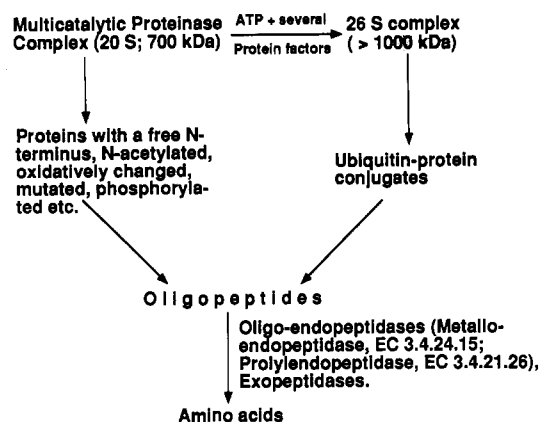 Multicatalytic Proteinase
Complex (20 S; 700 kDa)
ATP + several
Protein factors
26 S complex
( > 1000 kDa)
Proteins with a free N-
terminus, N-acetylated,
oxidatively changed,
mutated, phosphoryla-
ted etc.
Ubiquitin-protein
conjugates
Oligopeptides
Oligo-endopeptidases (Metallo-
endopeptidase, EC 3.4.24.15;
Prolylendopeptidase, EC 3.4.21.26),
Exopeptidases.
Amino acids